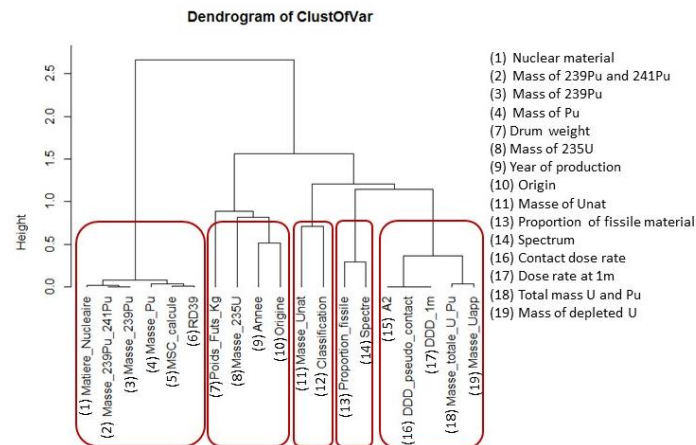 Dendrogram of ClustOfVar
Height
2.5
2.0
1.5
1.0
0.5
0.0
(1) Matiere_Nucleaire
(2) Masse_239Pu_241Pu
(3) Masse_239Pu
(4) Masse_Pu
(5) MSC_calcule
(6) RD39
(7) Poids_Futs_Kg
(8) Masse_235U
(9) Annee
(10) Origine
(11) Masse_Unat
(12) Classification
(13) Proportion_fissile
(14) Spectre
(15) A2
(16) DDD_pseudo_contact
(17) DDD_1m
(18) Masse_totale_U_Pu
(19) Masse_Uapp
(1) Nuclear material
(2) Mass of 239Pu and 241Pu
(3) Mass of 239Pu
(4) Mass of Pu
(7) Drum weight
(8) Mass of 235U
(9) Year of production
(10) Origin
(11) Masse of Unat
(13) Proportion of fissile material
(14) Spectrum
(16) Contact dose rate
(17) Dose rate at 1m
(18) Total mass U and Pu
(19) Mass of depleted U